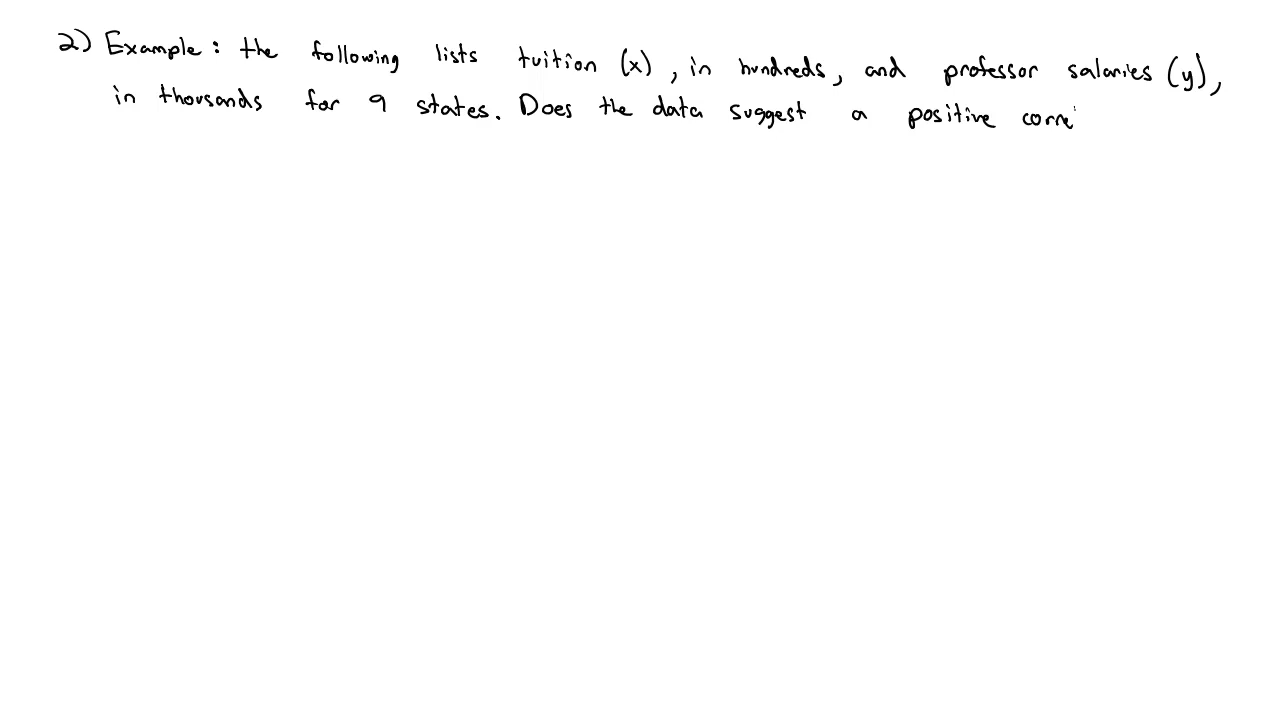 2) Example: the following lists tuition (x), in hundreds, and professor salaries (y),
in thousands for 9 states. Does the data suggest a positive corre